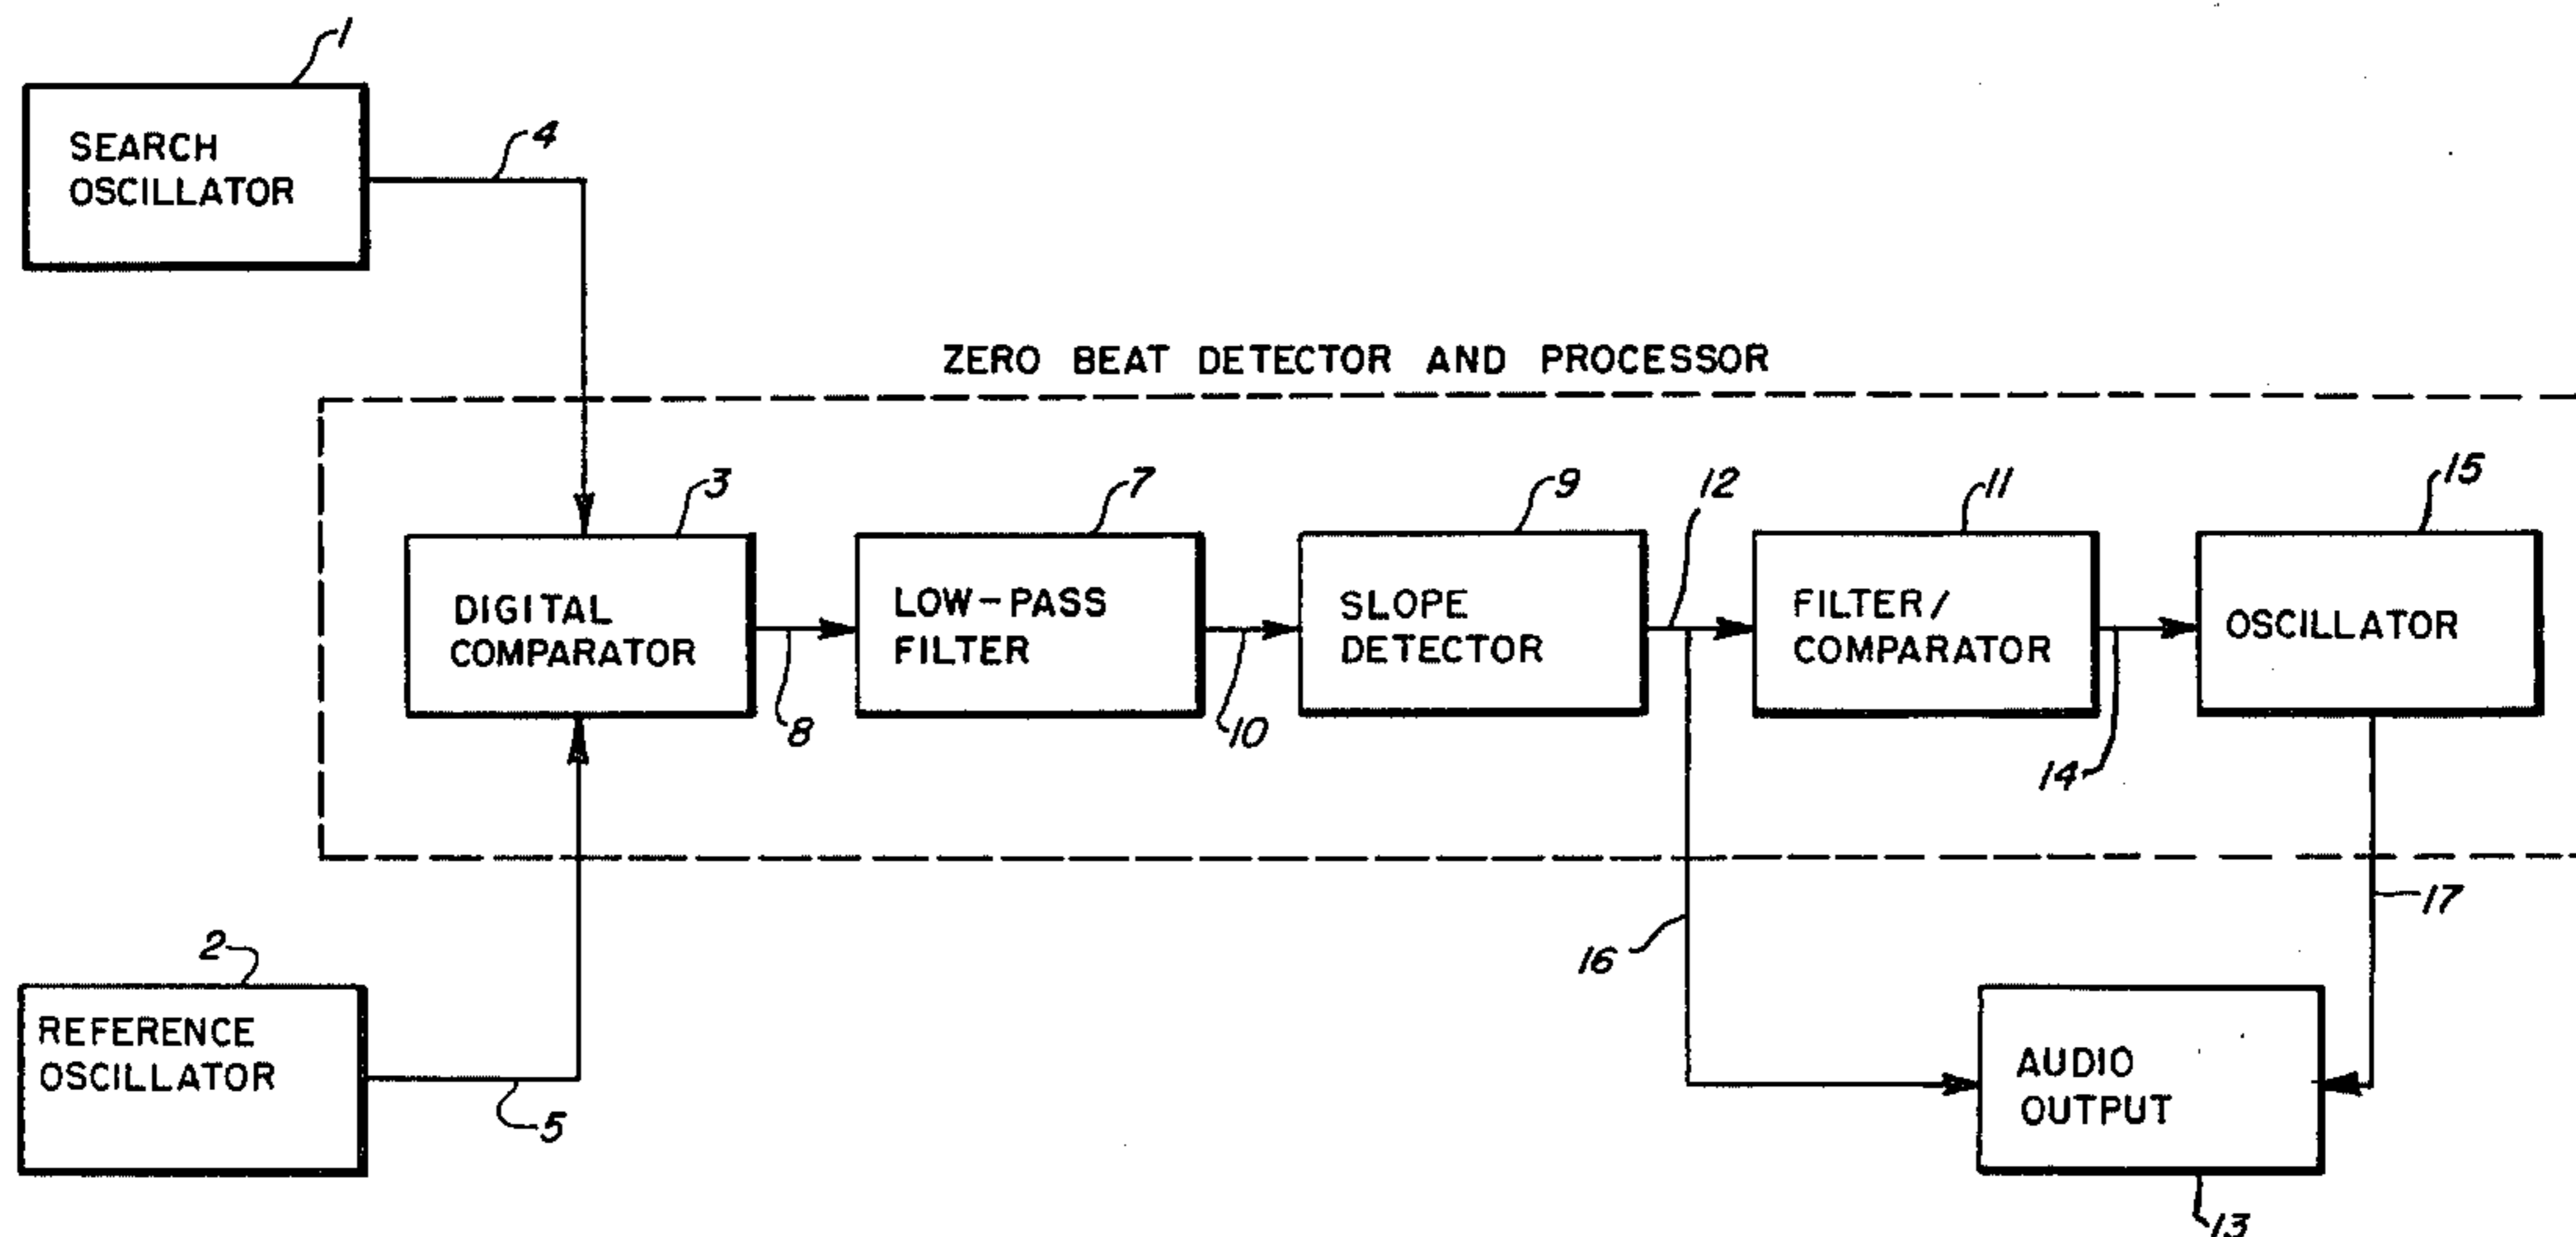 1
SEARCH
OSCILLATOR
4
ZERO BEAT DETECTOR AND PROCESSOR
3
7
9
12
11
15
DIGITAL
COMPARATOR
LOW-PASS
FILTER
SLOPE
DETECTOR
FILTER/
COMPARATOR
OSCILLATOR
8
10
14
17
16
2
REFERENCE
OSCILLATOR
5
AUDIO
OUTPUT
13